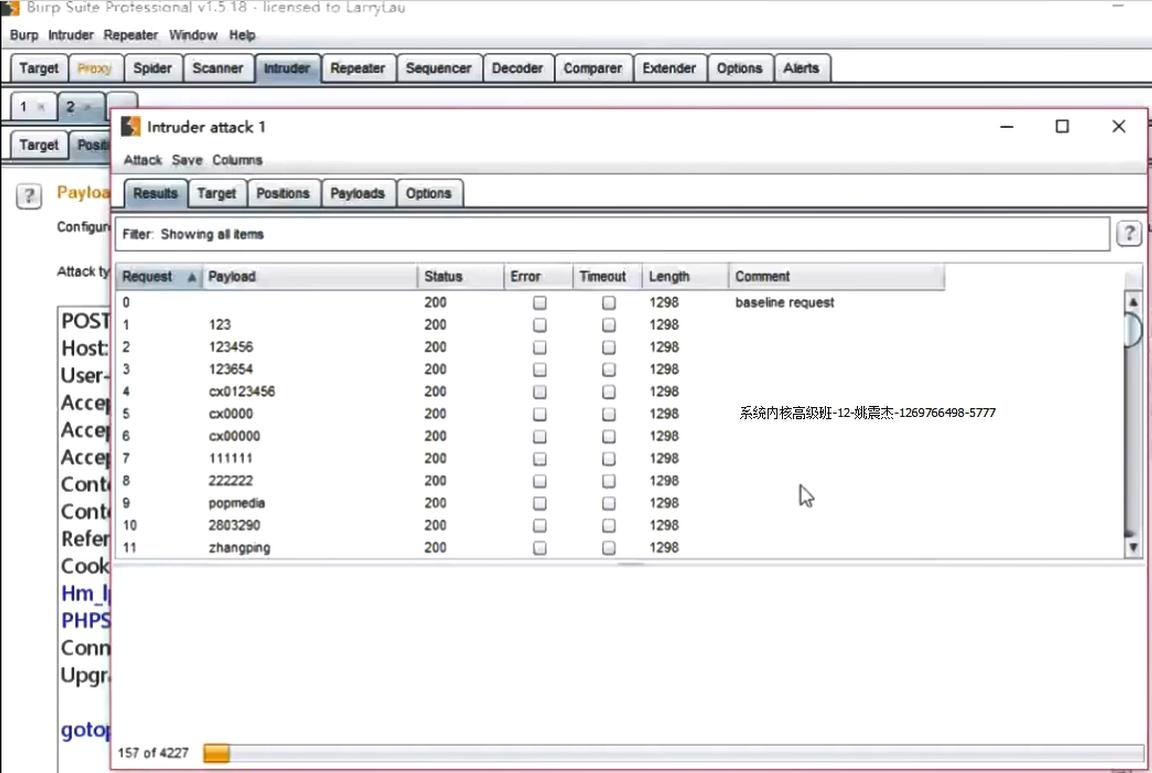 Burp Suite Professional v1.5.18 - licensed to LarryLau
Burp Intruder Repeater Window Help
Target Proxy Spider Scanner Intruder Repeater Sequencer Decoder Comparer Extender Options Alerts
1 2
Target Positi
Intruder attack 1
Attack Save Columns
Results Target Positions Payloads Options
? Payloa
Configur
Filter: Showing all items ?
Attack ty
Request Payload Status Error Timeout Length Comment
0 200 1298 baseline request
1 123 200 1298
2 123456 200 1298
3 123654 200 1298
4 cx0123456 200 1298
5 cx0000 200 1298 系统内核高级班-12-姚震杰-1269766498-5777
6 cx00000 200 1298
7 111111 200 1298
8 222222 200 1298
9 popmedia 200 1298
10 2803290 200 1298
11 zhangping 200 1298
POST
Host:
User-
Accep
Accep
Accep
Conte
Conte
Refer
Cook
Hm_l
PHPS
Conn
Upgra
gotop
157 of 4227